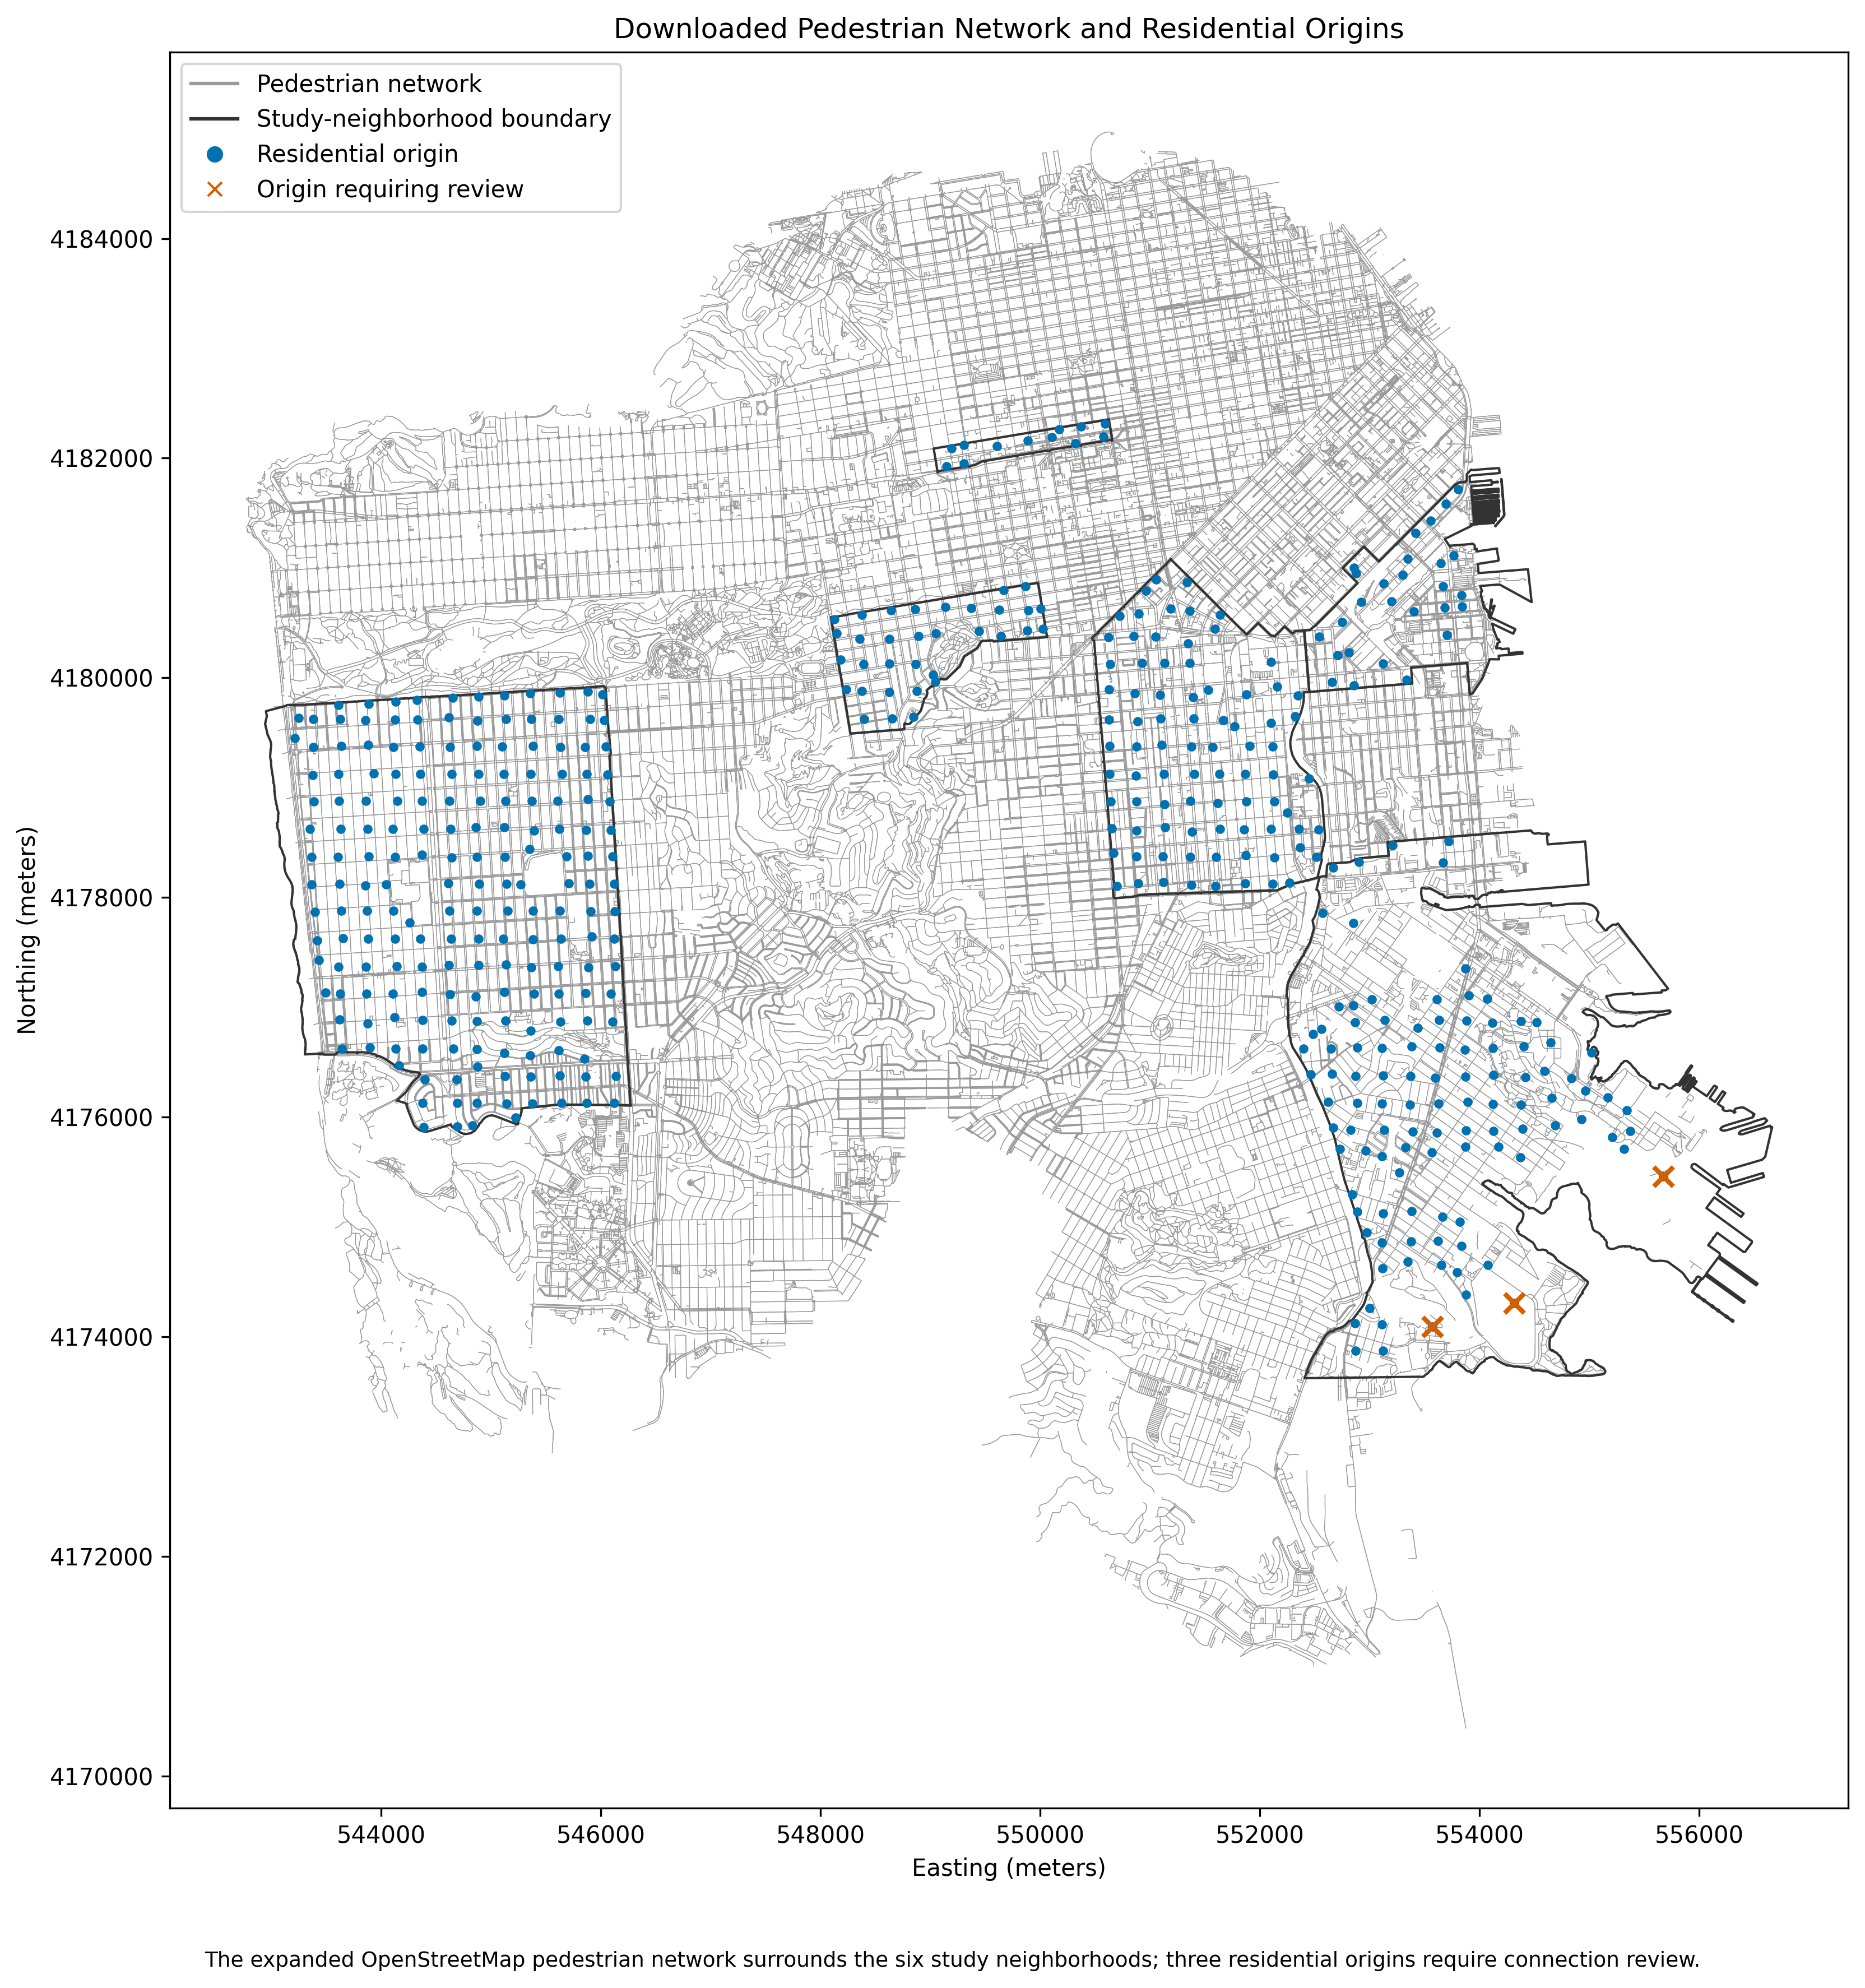 Downloaded Pedestrian Network and Residential Origins
Pedestrian network
Study-neighborhood boundary
Residential origin
Origin requiring review
4184000
4182000
4180000
4178000
4176000
4174000
4172000
4170000
Northing (meters)
544000
546000
548000
550000
552000
554000
556000
Easting (meters)
The expanded OpenStreetMap pedestrian network surrounds the six study neighborhoods; three residential origins require connection review.